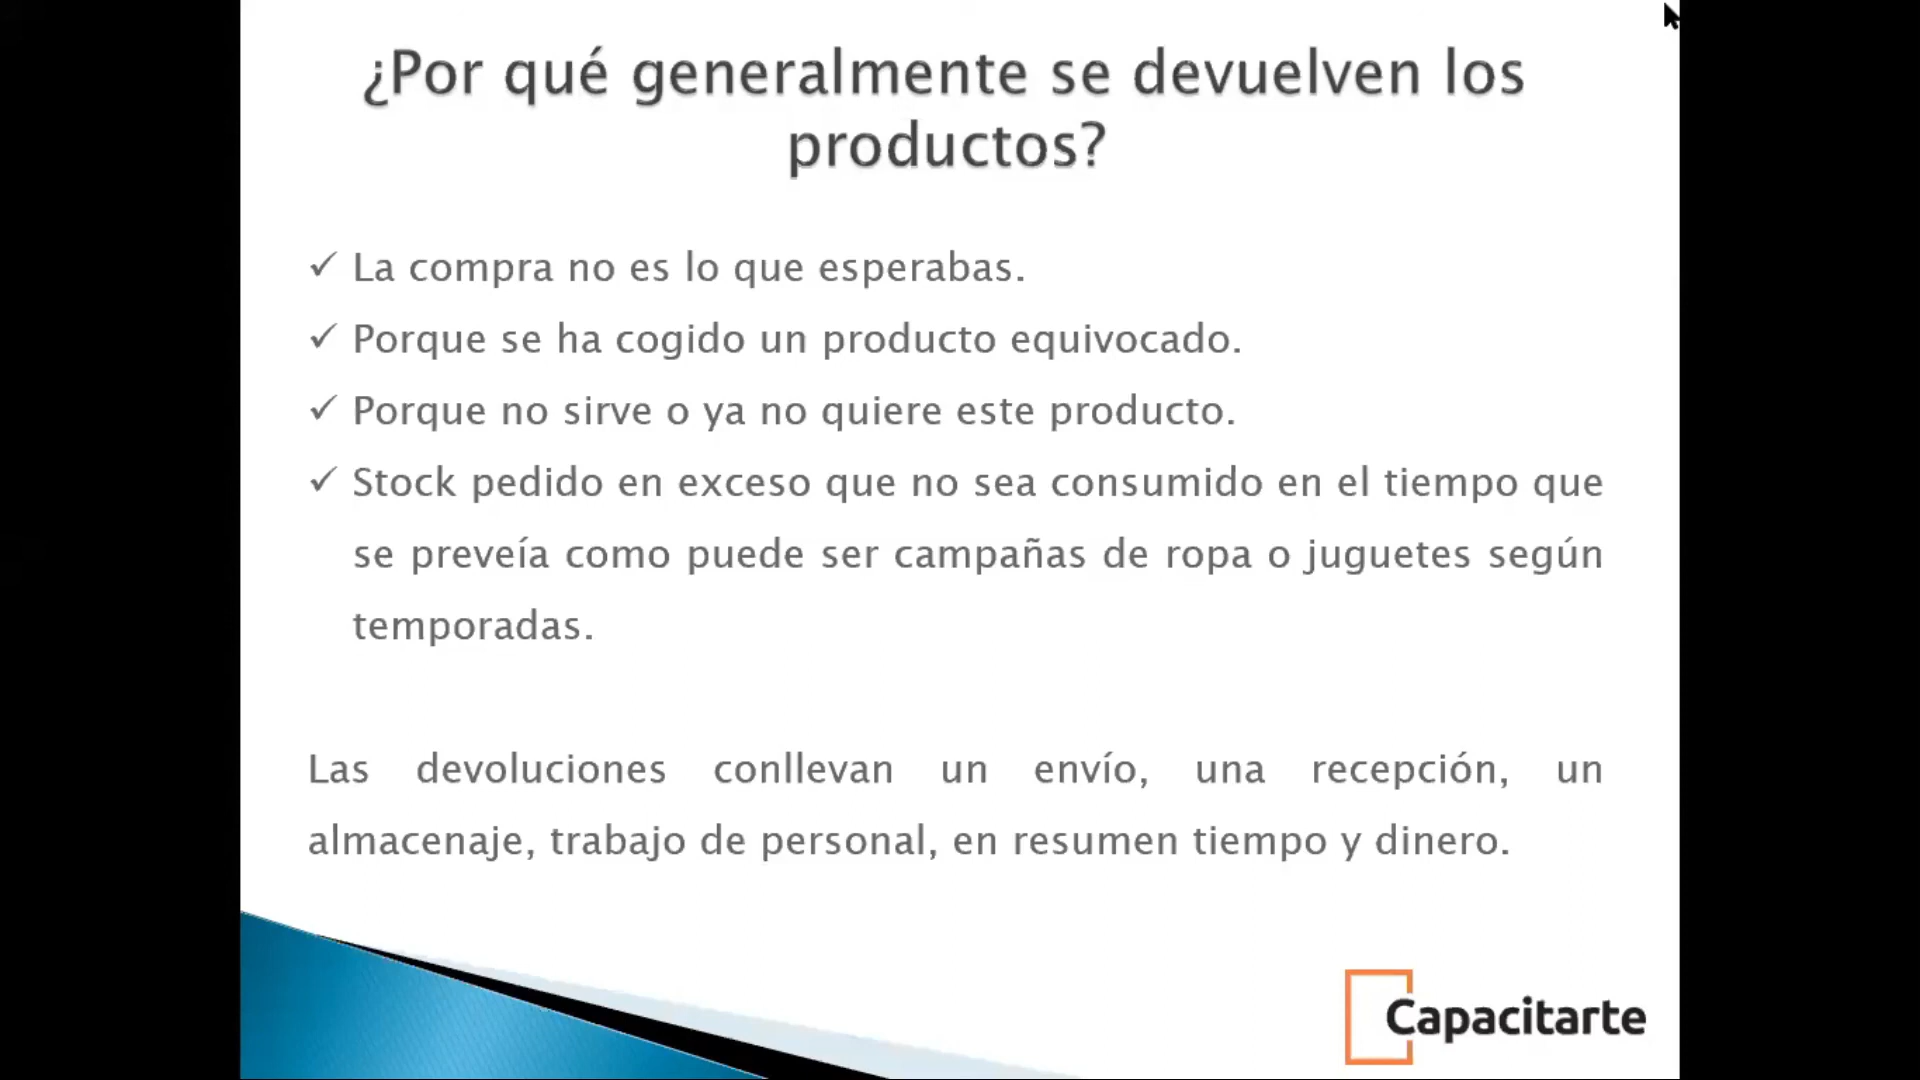 ¿Por qué generalmente se devuelven los
productos?
✓ La compra no es lo que esperabas.
✓ Porque se ha cogido un producto equivocado.
✓ Porque no sirve o ya no quiere este producto.
✓ Stock pedido en exceso que no sea consumido en el tiempo que
se preveía como puede ser campañas de ropa o juguetes según
temporadas.
Las devoluciones conllevan un envío, una recepción, un
almacenaje, trabajo de personal, en resumen tiempo y dinero.
Capacitarte